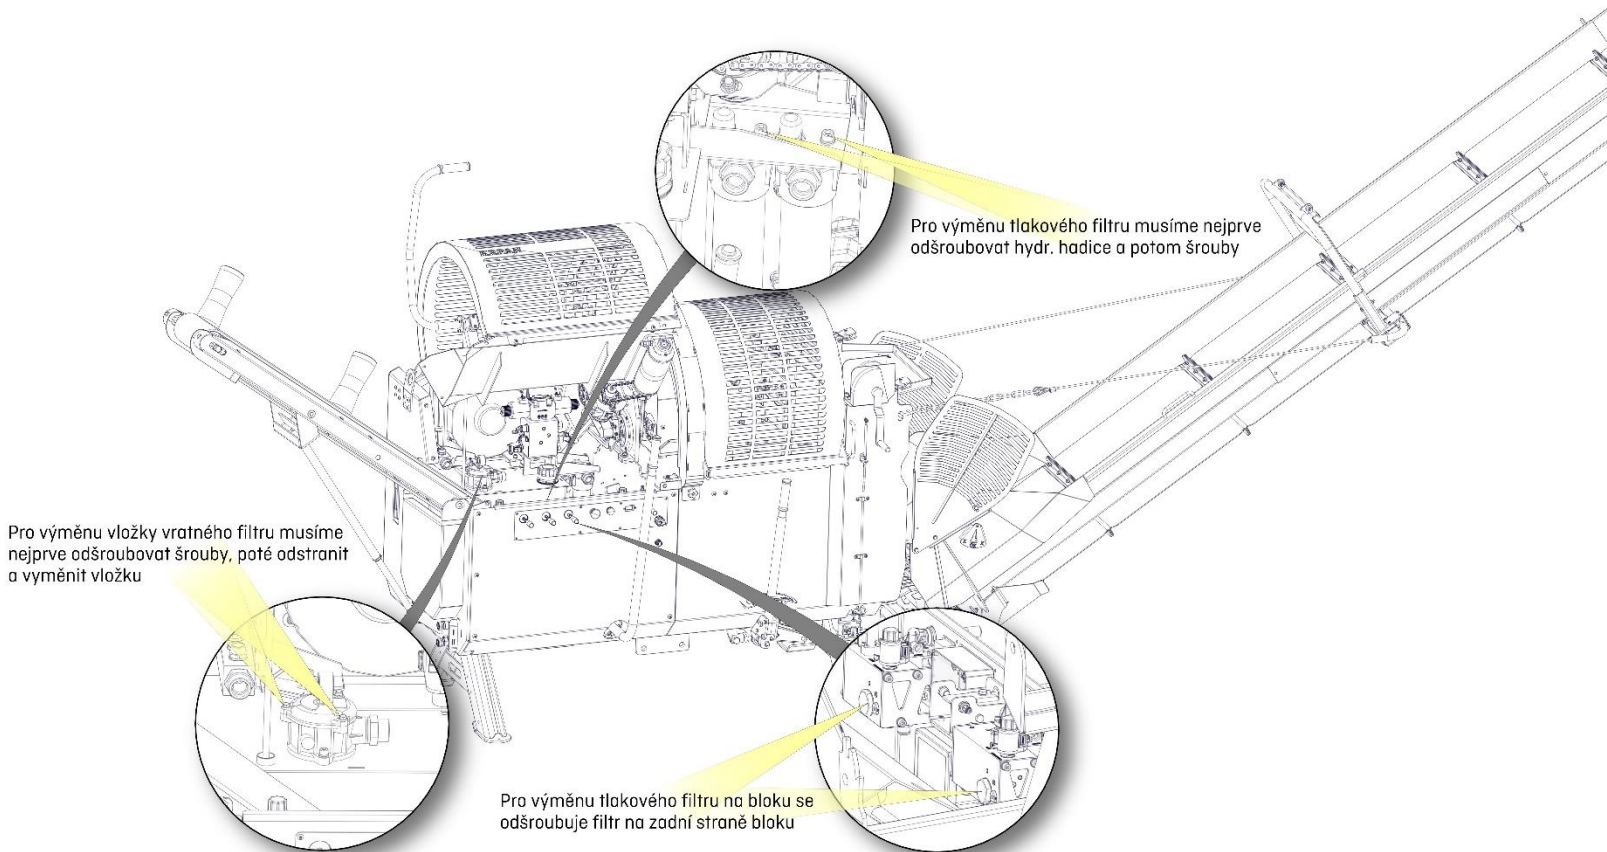 Pro výměnu tlakového filtru musíme nejprve
odšroubovat hydr. hadice a potom šrouby
Pro výměnu vložky vratného filtru musíme
nejprve odšroubovat šrouby, poté odstranit
a vyměnit vložku
Pro výměnu tlakového filtru na bloku se
odšroubuje filtr na zadní straně bloku